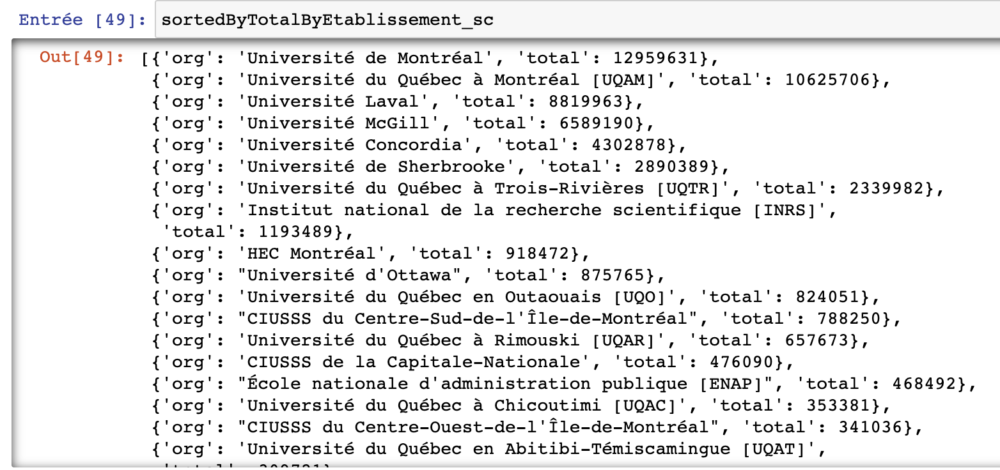 Entrée [49]: sortedByTotalByEtablissement_sc
Out[49]: [{'org': 'Université de Montréal', 'total': 12959631},
{'org': 'Université du Québec à Montréal [UQAM]', 'total': 10625706},
{'org': 'Université Laval', 'total': 8819963},
{'org': 'Université McGill', 'total': 6589190},
{'org': 'Université Concordia', 'total': 4302878},
{'org': 'Université de Sherbrooke', 'total': 2890389},
{'org': 'Université du Québec à Trois-Rivières [UQTR]', 'total': 2339982},
{'org': 'Institut national de la recherche scientifique [INRS]',
'total': 1193489},
{'org': 'HEC Montréal', 'total': 918472},
{'org': "Université d'Ottawa", 'total': 875765},
{'org': 'Université du Québec en Outaouais [UQO]', 'total': 824051},
{'org': "CIUSSS du Centre-Sud-de-l'Île-de-Montréal", 'total': 788250},
{'org': 'Université du Québec à Rimouski [UQAR]', 'total': 657673},
{'org': 'CIUSSS de la Capitale-Nationale', 'total': 476090},
{'org': "École nationale d'administration publique [ENAP]", 'total': 468492},
{'org': 'Université du Québec à Chicoutimi [UQAC]', 'total': 353381},
{'org': "CIUSSS du Centre-Ouest-de-l'Île-de-Montréal", 'total': 341036},
{'org': 'Université du Québec en Abitibi-Témiscamingue [UQAT]',